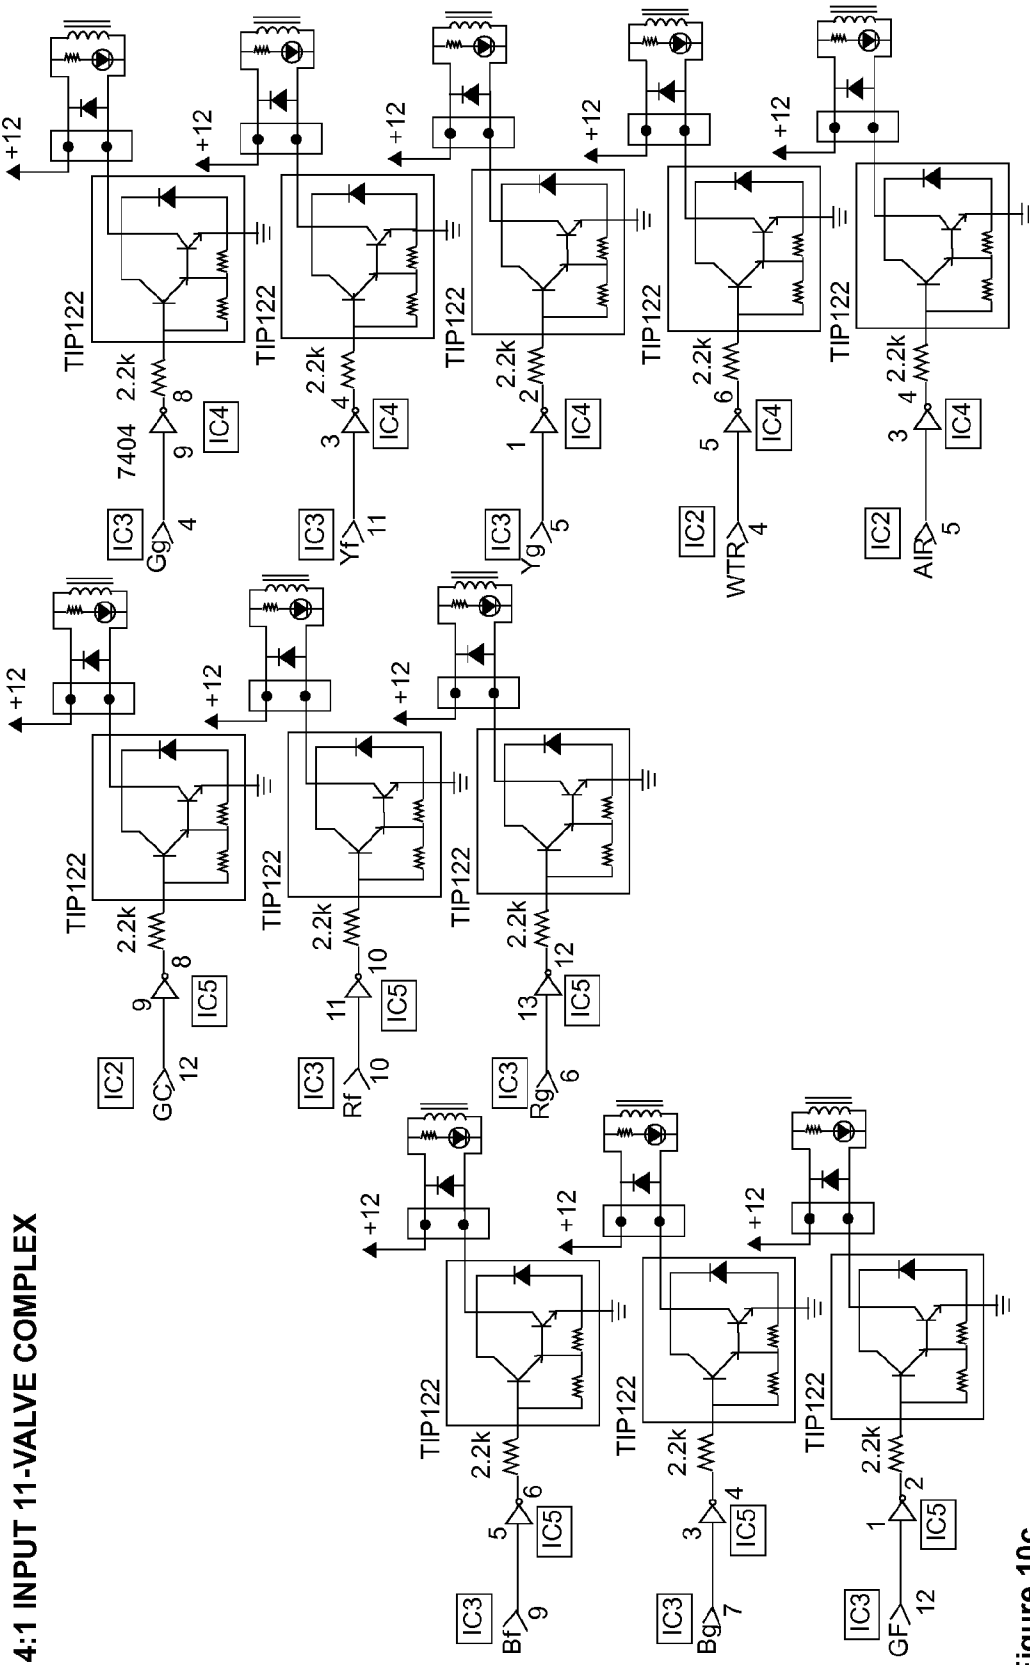 4:1 INPUT 11-VALVE COMPLEX
+12
TIP122
2.2k
5
6
IC5
IC3
Bf
9
+12
TIP122
2.2k
3
4
IC5
IC3
Bg
7
+12
TIP122
2.2k
1
2
IC5
IC3
GF
12
+12
TIP122
2.2k
9
8
IC5
IC2
GC
12
+12
TIP122
2.2k
11
10
IC5
IC3
Rf
10
+12
TIP122
2.2k
13
12
IC5
IC3
Rg
6
+12
TIP122
2.2k
7404
9
8
IC4
IC3
Gg
4
+12
TIP122
2.2k
3
4
IC4
IC3
Yf
11
+12
TIP122
2.2k
1
2
IC4
IC3
Yg
5
+12
TIP122
2.2k
5
6
IC4
IC2
WTR
4
+12
TIP122
2.2k
3
4
IC4
IC2
AIR
5
Figure 10c